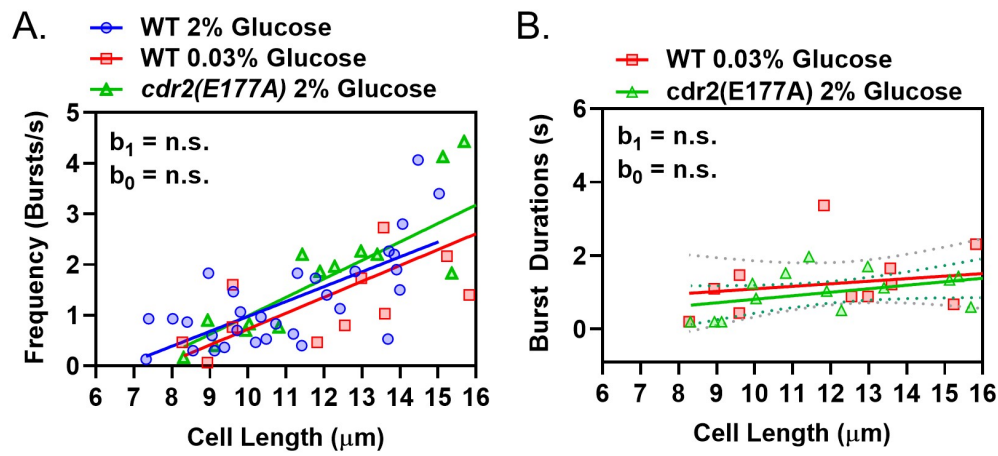 A.
WT 2% Glucose
WT 0.03% Glucose
cdr2(E177A) 2% Glucose
Frequency (Bursts/s)
5
4
3
2
1
0
b1 = n.s.
b0 = n.s.
6 7 8 9 10 11 12 13 14 15 16
Cell Length (μm)
B.
WT 0.03% Glucose
cdr2(E177A) 2% Glucose
Burst Durations (s)
6
4
2
0
b1 = n.s.
b0 = n.s.
6 7 8 9 10 11 12 13 14 15 16
Cell Length (μm)